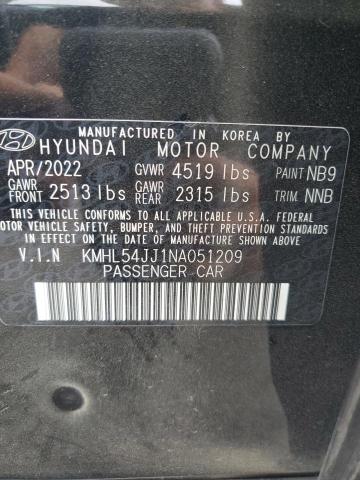 MANUFACTURED IN KOREA BY
HYUNDAI MOTOR COMPANY
APR/2022 GVWR 4519 lbs PAINT NB9
GAWR FRONT 2513 lbs GAWR REAR 2315 lbs TRIM NNB
THIS VEHICLE CONFORMS TO ALL APPLICABLE U.S.A. FEDERAL
MOTOR VEHICLE SAFETY, BUMPER, AND THEFT PREVENTION STANDARDS
IN EFFECT ON THE DATE OF MANUFACTURE SHOWN ABOVE.
V.I.N KMHL54JJ1NA051209
PASSENGER CAR